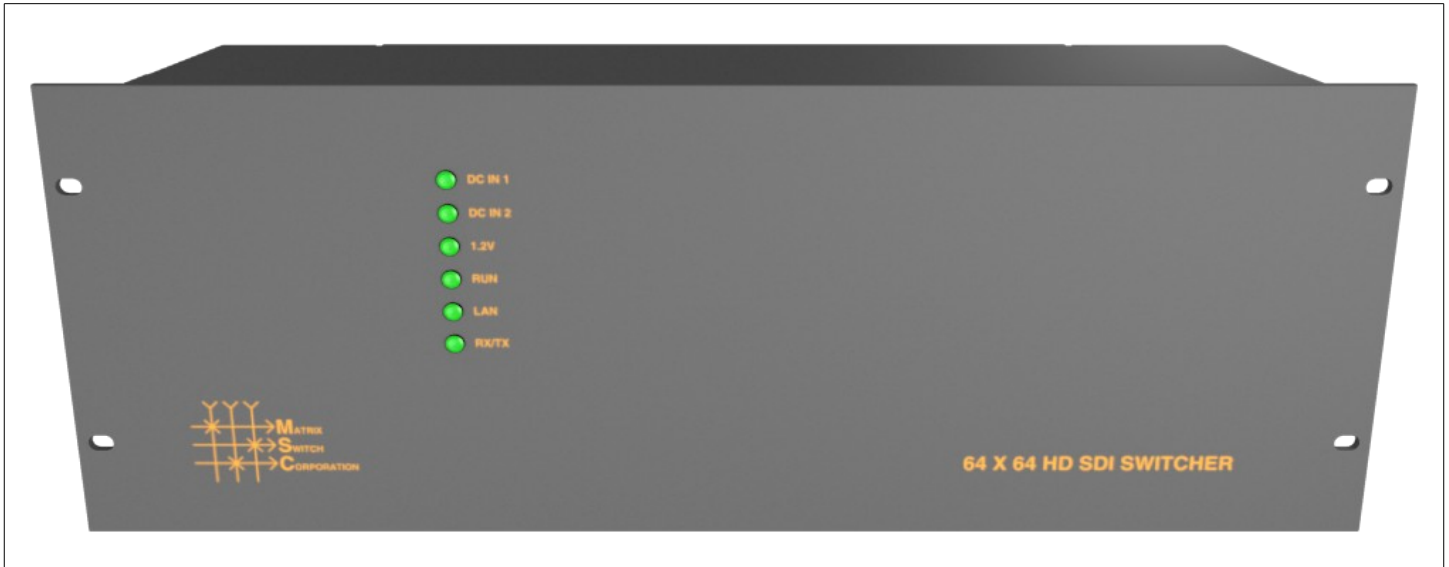 DC IN 1
DC IN 2
1.2V
RUN
LAN
RX/TX
MATRIX
SWITCH
CORPORATION
64 X 64 HD SDI SWITCHER